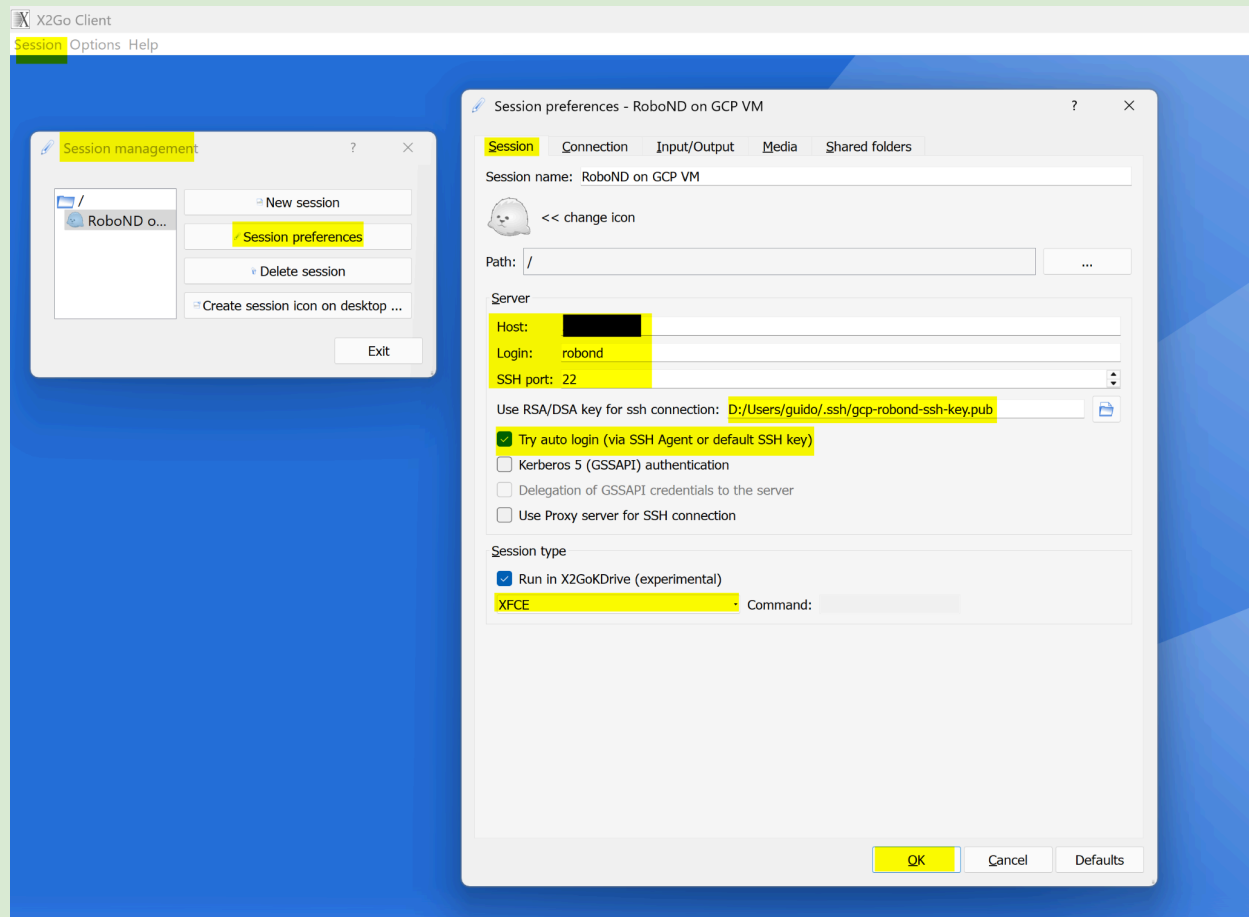 X2Go Client
Session Options Help
Session management ? ×
/
RoboND o...
New session
Session preferences
Delete session
Create session icon on desktop ...
Exit
Session preferences - RoboND on GCP VM ? ×
Session Connection Input/Output Media Shared folders
Session name: RoboND on GCP VM
<< change icon
Path: / ...
Server
Host:
Login: robond
SSH port: 22
Use RSA/DSA key for ssh connection: D:/Users/guido/.ssh/gcp-robond-ssh-key.pub
Try auto login (via SSH Agent or default SSH key)
Kerberos 5 (GSSAPI) authentication
Delegation of GSSAPI credentials to the server
Use Proxy server for SSH connection
Session type
Run in X2GoKDrive (experimental)
XFCE Command:
OK Cancel Defaults